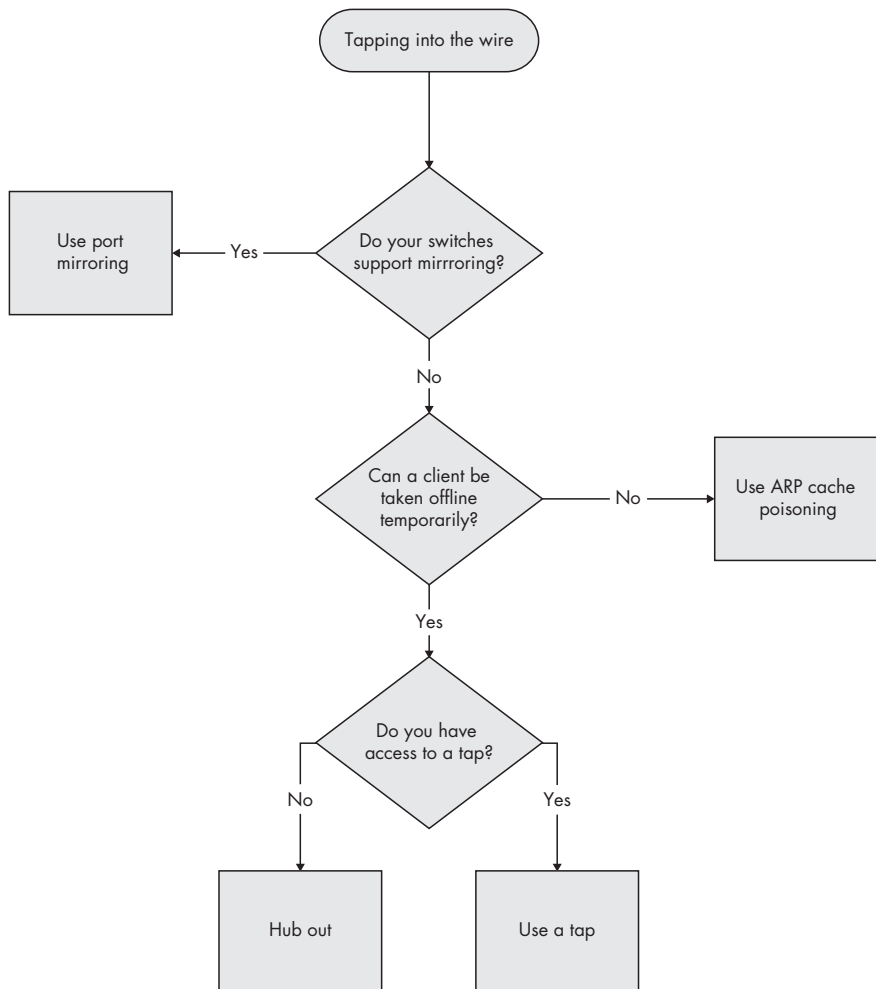 Tapping into the wire
Do your switches
support mirrroring?
Yes
Use port
mirroring
No
Can a client be
taken offline
temporarily?
No
Use ARP cache
poisoning
Yes
Do you have
access to a tap?
No
Yes
Hub out
Use a tap